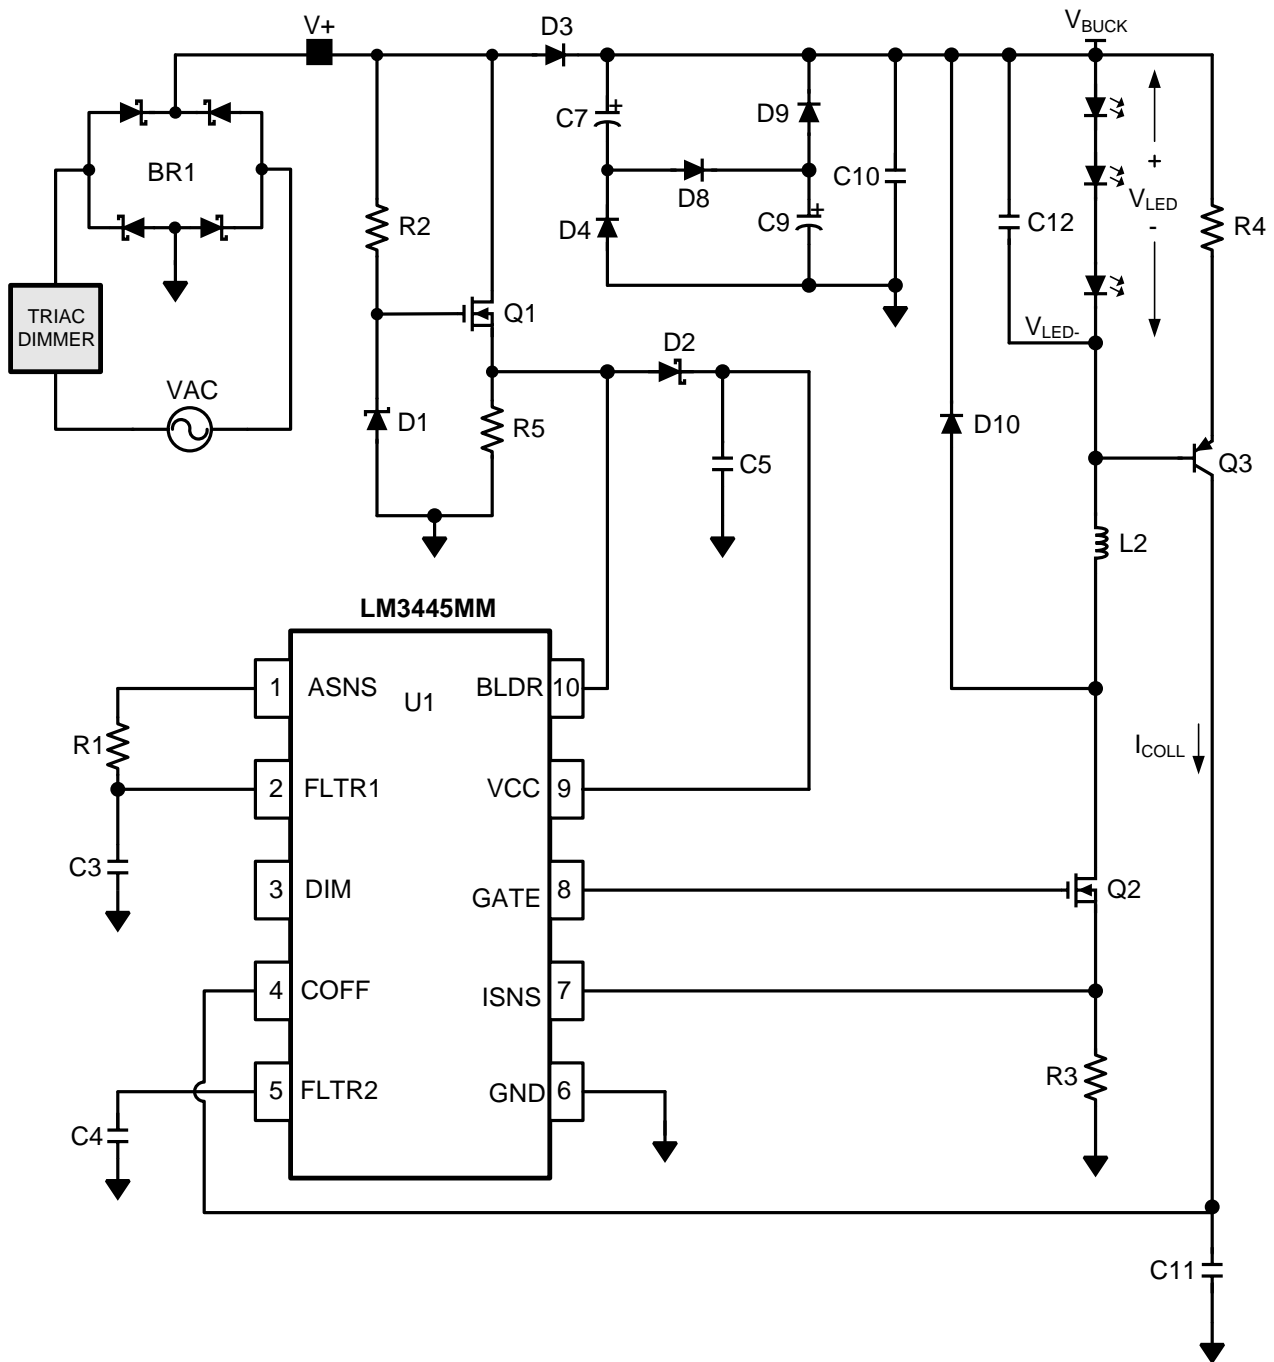 V+
D3
VBUCK
C7
+
D9
BR1
D8
C10
+
C12
VLED
-
R4
R2
D4
C9
+
TRIAC
DIMMER
Q1
D2
VLED-
VAC
D1
R5
D10
C5
Q3
L2
LM3445MM
1
ASNS
U1
BLDR
10
R1
ICOLL
2
FLTR1
VCC
9
C3
3
DIM
GATE
8
Q2
4
COFF
ISNS
7
R3
5
FLTR2
GND
6
C4
C11